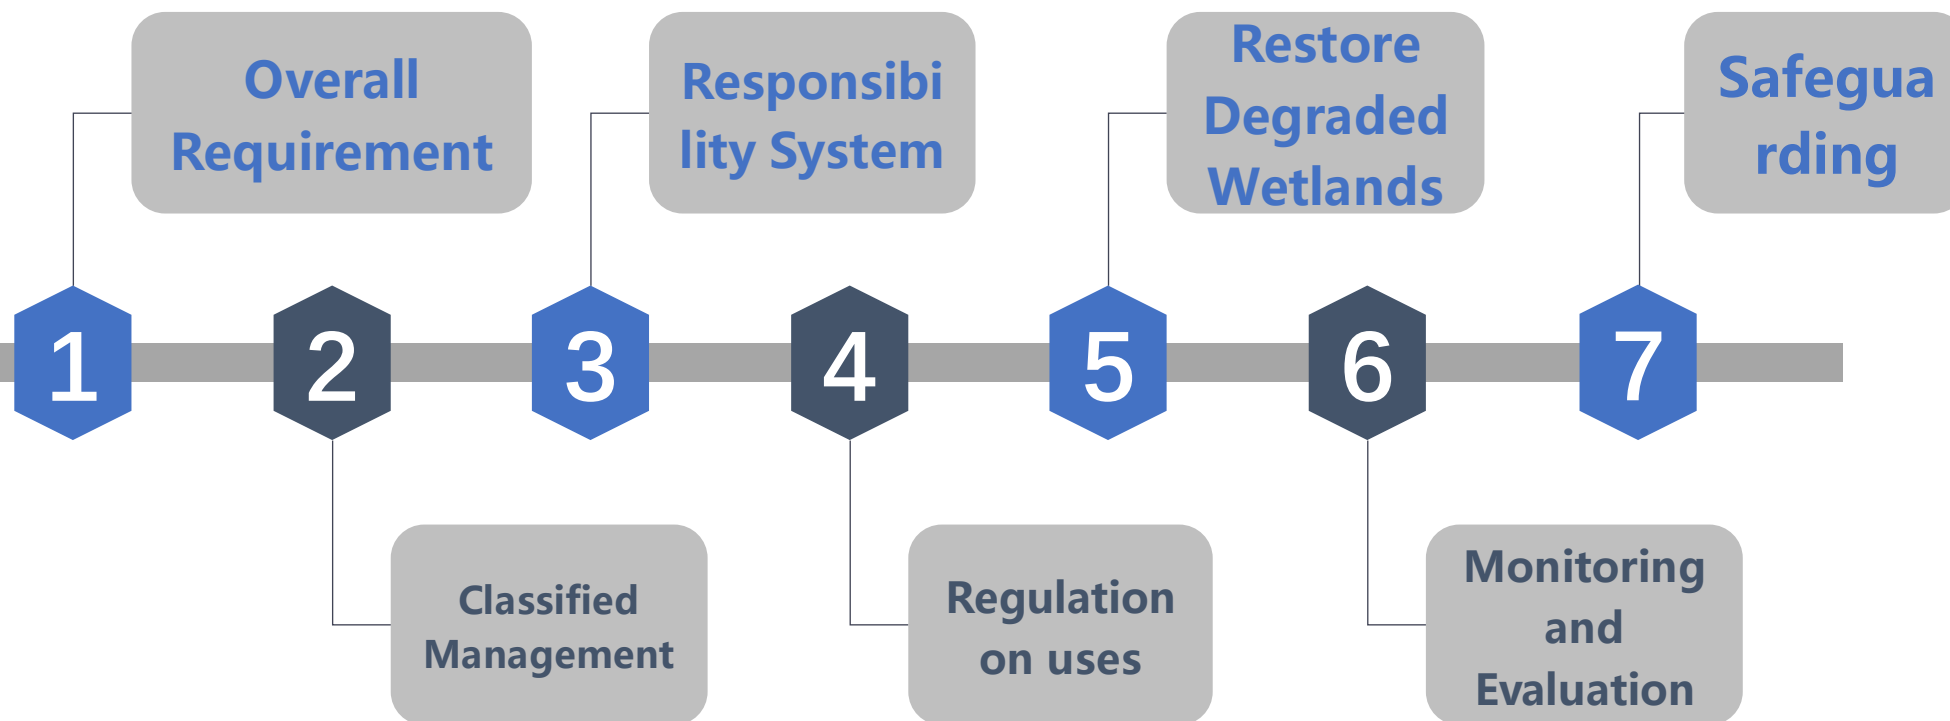 Overall
Requirement
Responsibi
lity System
Restore
Degraded
Wetlands
Safegua
rding
1
2
3
4
5
6
7
Classified
Management
Regulation
on uses
Monitoring
and
Evaluation